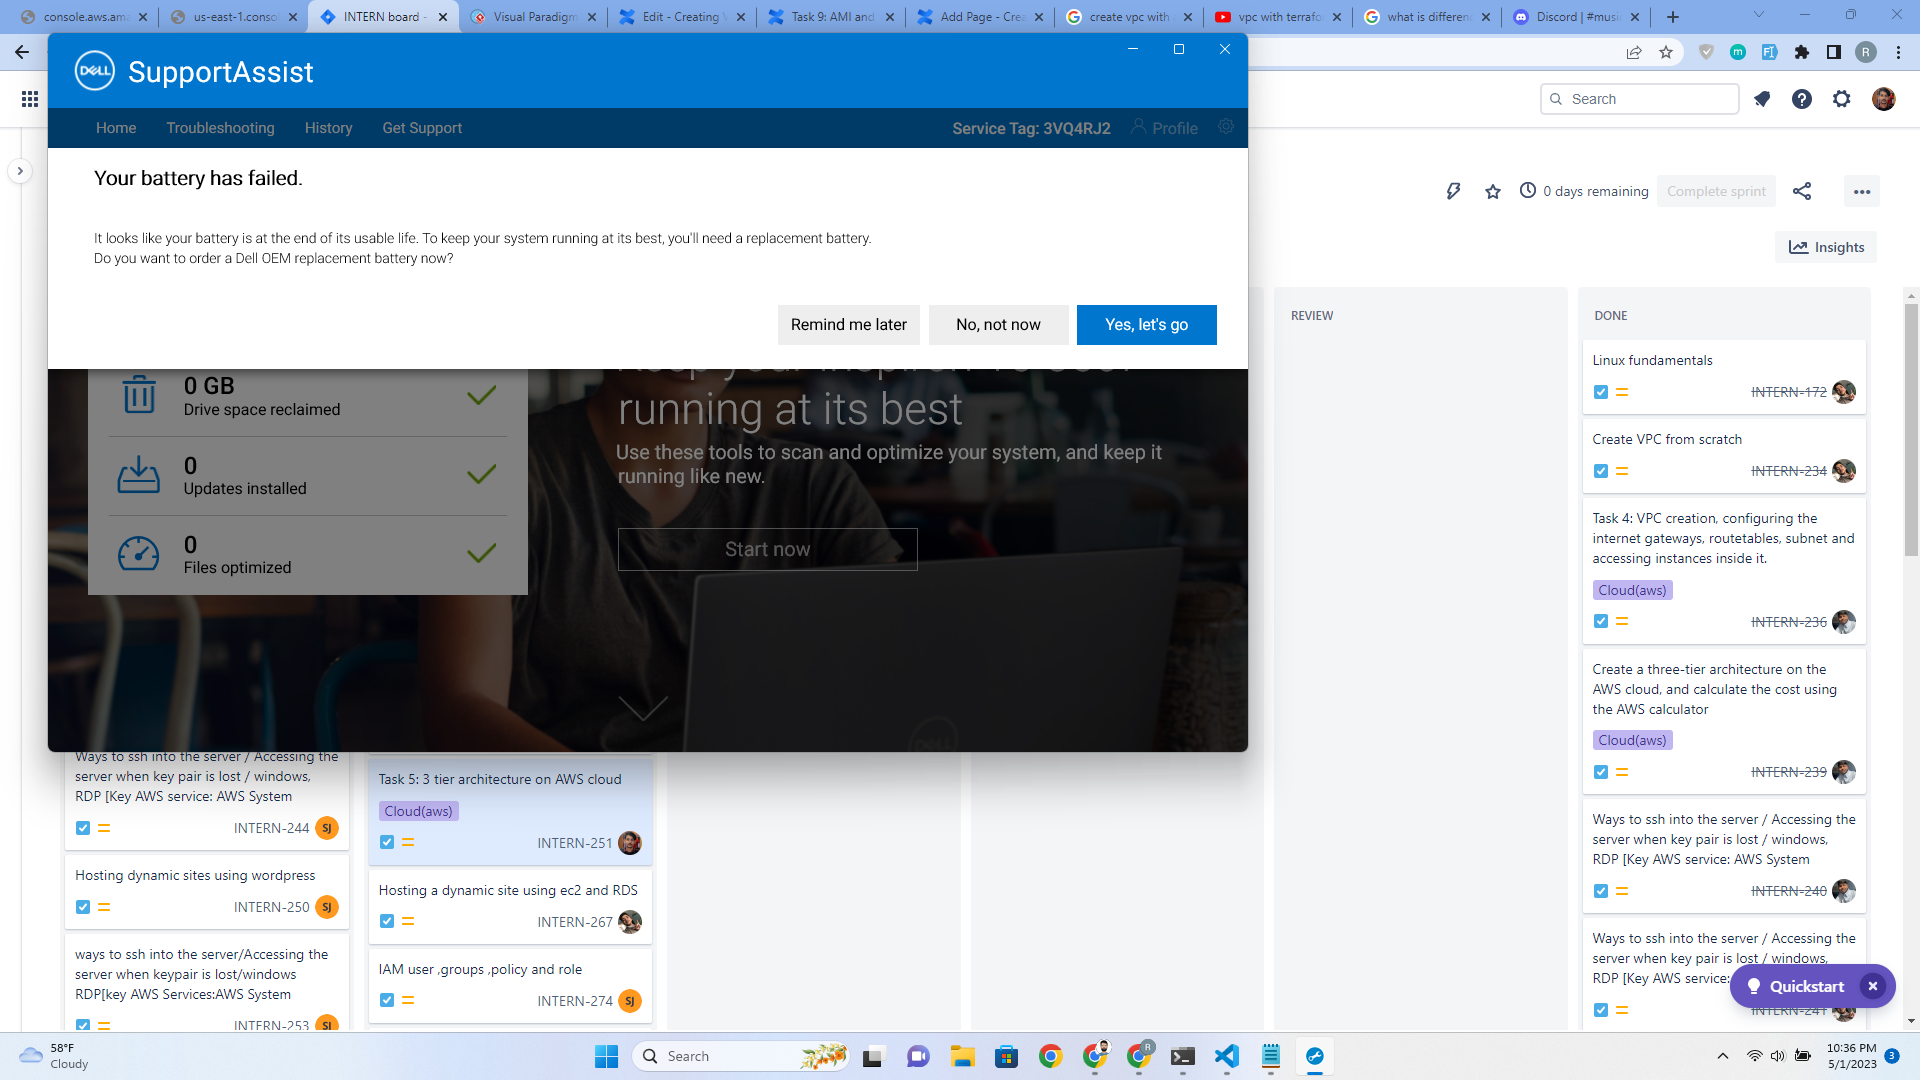 console.aws.ama
us-east-1.conso
INTERN board -
Visual Paradigm
Edit - Creating
Task 9: AMI and
Add Page - Crea
create vpc with
vpc with terrafo
what is differen
Discord | #musi
R
DELL SupportAssist
Home
Troubleshooting
History
Get Support
Service Tag: 3VQ4RJ2
Profile
Search
Your battery has failed.
It looks like your battery is at the end of its usable life. To keep your system running at its best, you'll need a replacement battery.
Do you want to order a Dell OEM replacement battery now?
Remind me later
No, not now
Yes, let's go
0 days remaining
Complete sprint
Insights
0 GB
Drive space reclaimed
0
Updates installed
0
Files optimized
running at its best
Use these tools to scan and optimize your system, and keep it
running like new.
Start now
Ways to ssh into the server / Accessing the
server when key pair is lost / windows,
RDP [Key AWS service: AWS System
INTERN-244
SJ
Hosting dynamic sites using wordpress
INTERN-250
SJ
ways to ssh into the server/Accessing the
server when keypair is lost/windows
RDP[key AWS Services:AWS System
INTERN-253
SJ
Task 5: 3 tier architecture on AWS cloud
Cloud(aws)
INTERN-251
Hosting a dynamic site using ec2 and RDS
INTERN-267
IAM user ,groups ,policy and role
INTERN-274
SJ
REVIEW
DONE
Linux fundamentals
INTERN-172
Create VPC from scratch
INTERN-234
Task 4: VPC creation, configuring the
internet gateways, routetables, subnet and
accessing instances inside it.
Cloud(aws)
INTERN-236
Create a three-tier architecture on the
AWS cloud, and calculate the cost using
the AWS calculator
Cloud(aws)
INTERN-239
Ways to ssh into the server / Accessing the
server when key pair is lost / windows,
RDP [Key AWS service: AWS System
INTERN-240
Ways to ssh into the server / Accessing the
server when key pair is lost / windows,
RDP [Key AWS service:
Quickstart
INTERN-241
58°F
Cloudy
Search
R
10:36 PM
5/1/2023
3